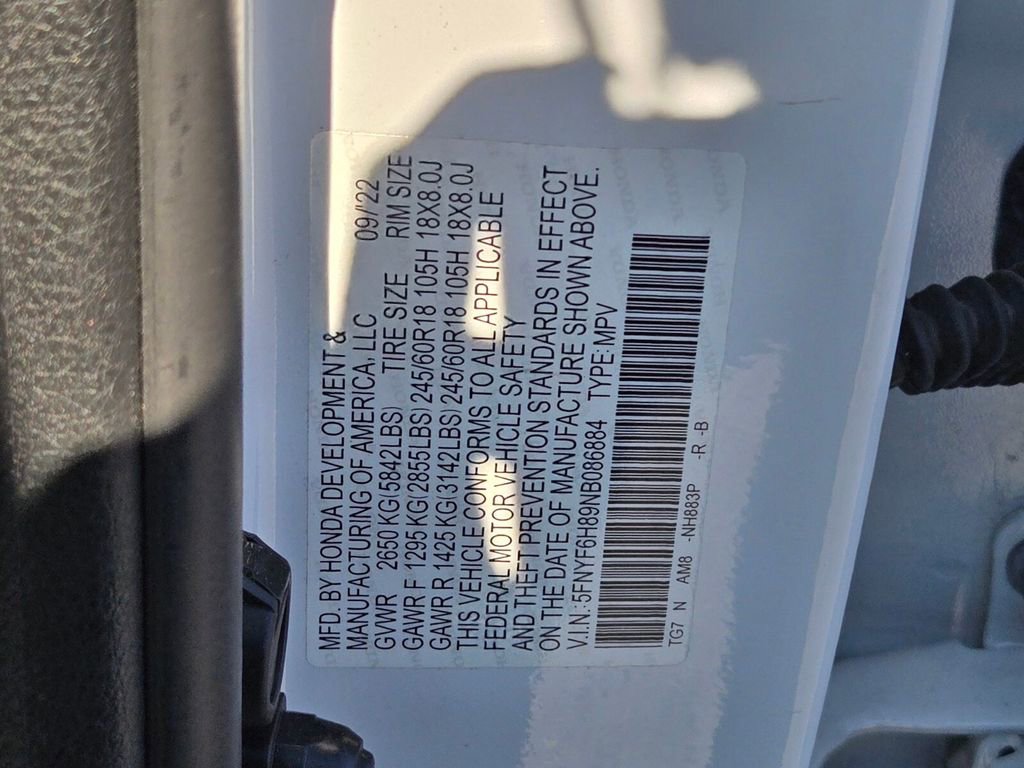 MFD. BY HONDA DEVELOPMENT &
MANUFACTURING OF AMERICA, LLC 09/'22
GVWR 2650 KG(5842LBS) TIRE SIZE RIM SIZE
GAWR F 1295 KG(2855LBS) 245/60R18 105H 18X8.0J
GAWR R 1425 KG(3142LBS) 245/60R18 105H 18X8.0J
THIS VEHICLE CONFORMS TO ALL APPLICABLE
FEDERAL MOTOR VEHICLE SAFETY
AND THEFT PREVENTION STANDARDS IN EFFECT
ON THE DATE OF MANUFACTURE SHOWN ABOVE.
V.I.N.:5FNYF6H89NB086884 TYPE:MPV
TG7 N AM8 -NH883P -R -B